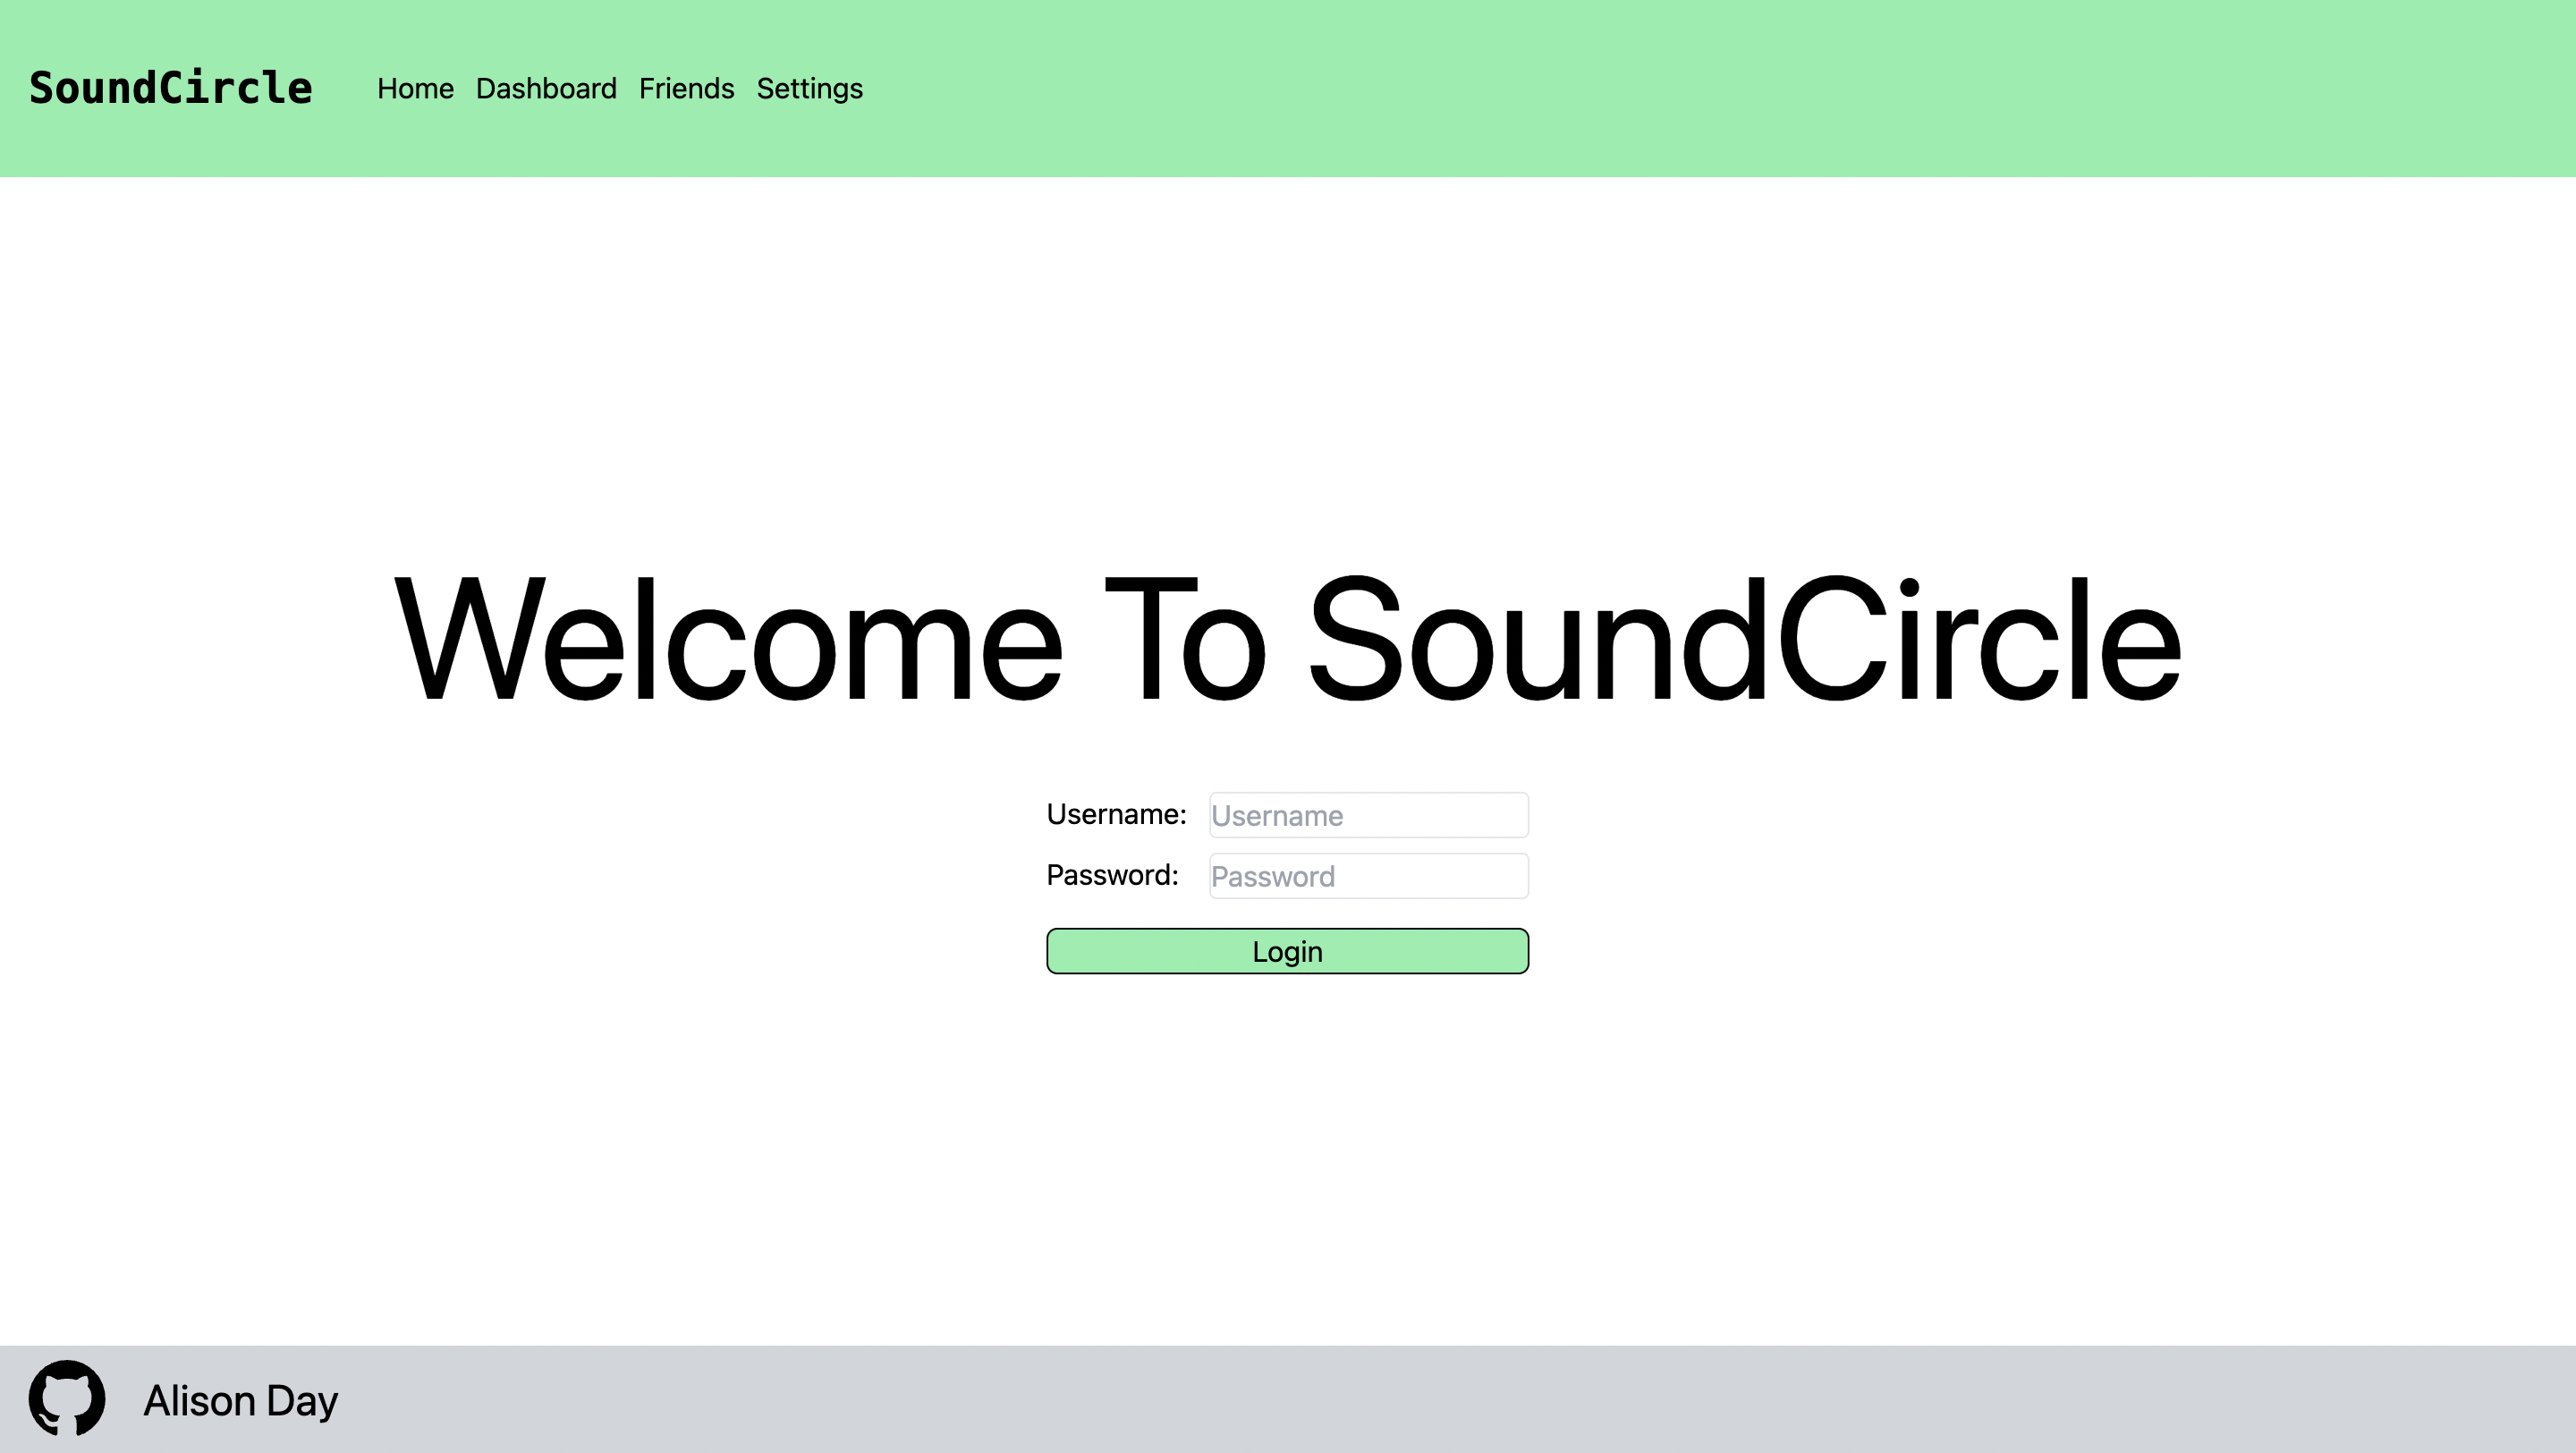 SoundCircle Home Dashboard Friends Settings
Welcome To SoundCircle
Username: Username
Password: Password
Login
Alison Day